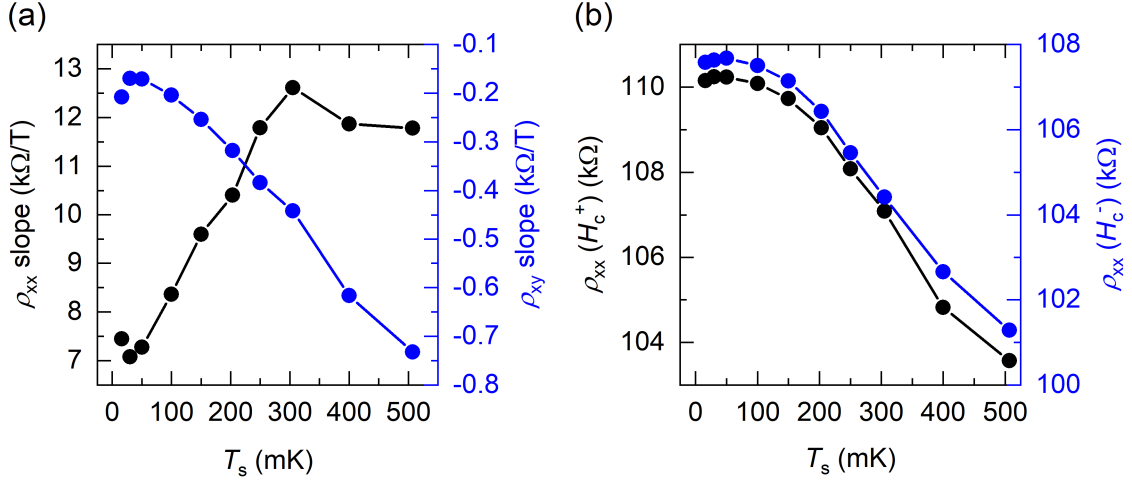 (a)
13
12
11
10
9
8
7
ρxx slope (kΩ/T)
-0.1
-0.2
-0.3
-0.4
-0.5
-0.6
-0.7
-0.8
ρxy slope (kΩ/T)
0 100 200 300 400 500
Ts (mK)
(b)
110
108
106
104
ρxx (Hc+) (kΩ)
108
106
104
102
100
ρxx (Hc-) (kΩ)
0 100 200 300 400 500
Ts (mK)